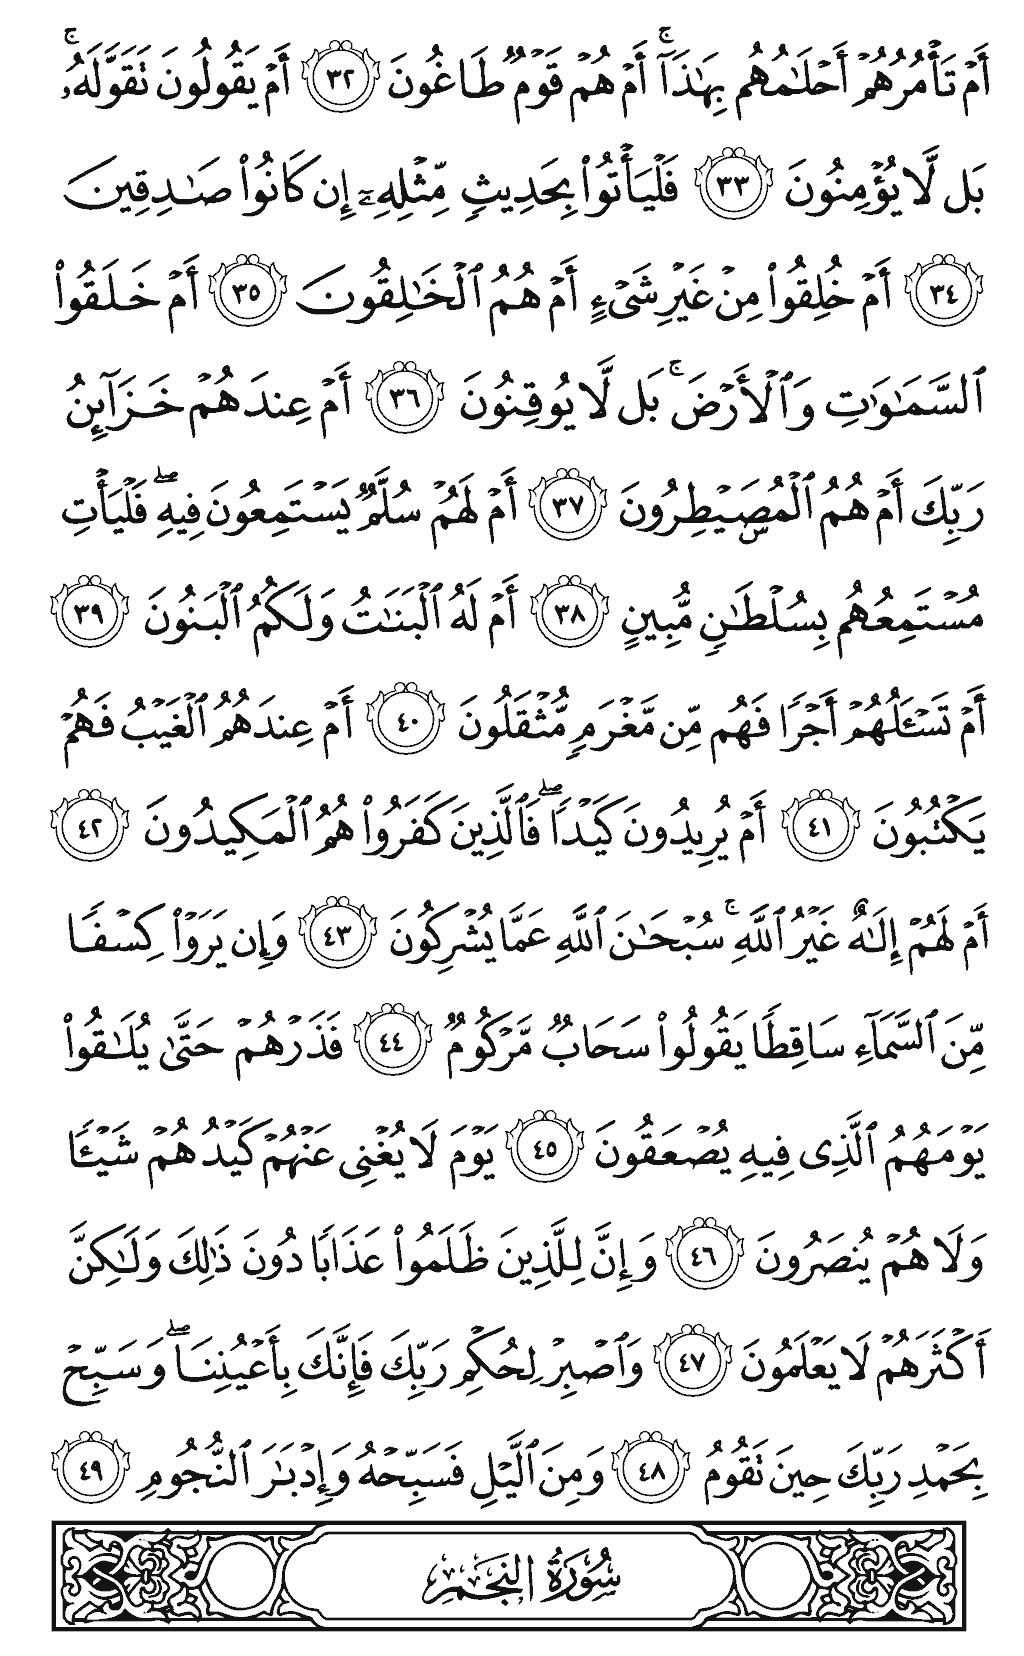 أَمْ تَأْمُرُهُمْ أَحْلَـٰمُهُم بِهَـٰذَآ ۚ أَمْ هُمْ قَوْمٌ طَاغُونَ ٣٢ أَمْ يَقُولُونَ تَقَوَّلَهُۥ ۚ
بَل لَّا يُؤْمِنُونَ ٣٣ فَلْيَأْتُوا۟ بِحَدِيثٍ مِّثْلِهِۦٓ إِن كَانُوا۟ صَـٰدِقِينَ
٣٤ أَمْ خُلِقُوا۟ مِنْ غَيْرِ شَىْءٍ أَمْ هُمُ ٱلْخَـٰلِقُونَ ٣٥ أَمْ خَلَقُوا۟
ٱلسَّمَـٰوَٰتِ وَٱلْأَرْضَ ۚ بَل لَّا يُوقِنُونَ ٣٦ أَمْ عِندَهُمْ خَزَآئِنُ
رَبِّكَ أَمْ هُمُ ٱلْمُصَۣيْطِرُونَ ٣٧ أَمْ لَهُمْ سُلَّمٌ يَسْتَمِعُونَ فِيهِ ۖ فَلْيَأْتِ
مُسْتَمِعُهُم بِسُلْطَـٰنٍ مُّبِينٍ ٣٨ أَمْ لَهُ ٱلْبَنَـٰتُ وَلَكُمُ ٱلْبَنُونَ ٣٩
أَمْ تَسْـَٔلُهُمْ أَجْرًا فَهُم مِّن مَّغْرَمٍ مُّثْقَلُونَ ٤٠ أَمْ عِندَهُمُ ٱلْغَيْبُ فَهُمْ
يَكْتُبُونَ ٤١ أَمْ يُرِيدُونَ كَيْدًا ۖ فَٱلَّذِينَ كَفَرُوا۟ هُمُ ٱلْمَكِيدُونَ ٤٢
أَمْ لَهُمْ إِلَـٰهٌ غَيْرُ ٱللَّهِ ۚ سُبْحَـٰنَ ٱللَّهِ عَمَّا يُشْرِكُونَ ٤٣ وَإِن يَرَوْا۟ كِسْفًا
مِّنَ ٱلسَّمَآءِ سَاقِطًا يَقُولُوا۟ سَحَابٌ مَّرْكُومٌ ٤٤ فَذَرْهُمْ حَتَّىٰ يُلَـٰقُوا۟
يَوْمَهُمُ ٱلَّذِى فِيهِ يُصْعَقُونَ ٤٥ يَوْمَ لَا يُغْنِى عَنْهُمْ كَيْدُهُمْ شَيْـًٔا
وَلَا هُمْ يُنصَرُونَ ٤٦ وَإِنَّ لِلَّذِينَ ظَلَمُوا۟ عَذَابًا دُونَ ذَٰلِكَ وَلَـٰكِنَّ
أَكْثَرَهُمْ لَا يَعْلَمُونَ ٤٧ وَٱصْبِرْ لِحُكْمِ رَبِّكَ فَإِنَّكَ بِأَعْيُنِنَا ۖ وَسَبِّحْ
بِحَمْدِ رَبِّكَ حِينَ تَقُومُ ٤٨ وَمِنَ ٱلَّيْلِ فَسَبِّحْهُ وَإِدْبَـٰرَ ٱلنُّجُومِ ٤٩
سُورَةُ النَّجْمِ